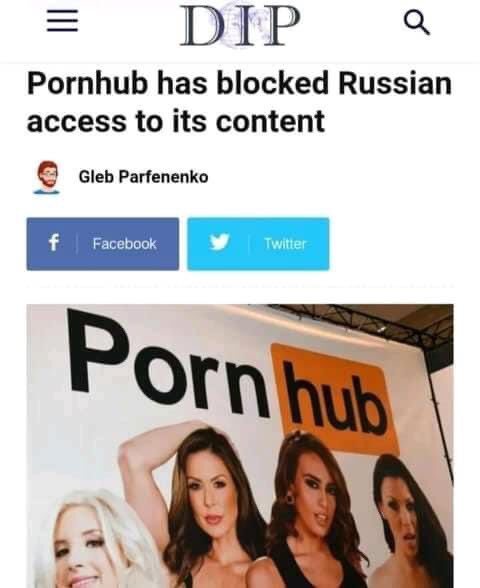 DIP
Pornhub has blocked Russian
access to its content
Gleb Parfenenko
f Facebook
Twitter
Porn hub